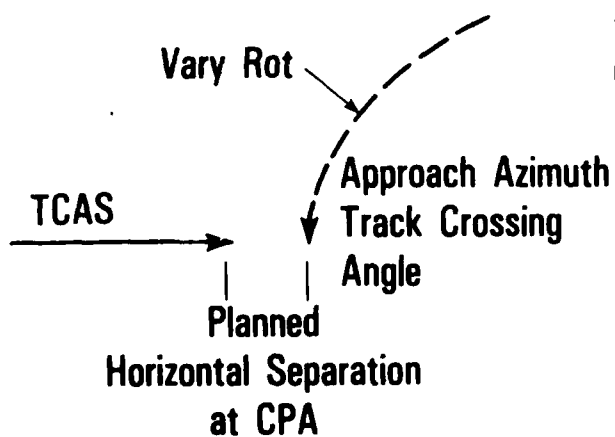 Vary Rot
TCAS
Approach Azimuth
Track Crossing
Angle
Planned
Horizontal Separation
at CPA